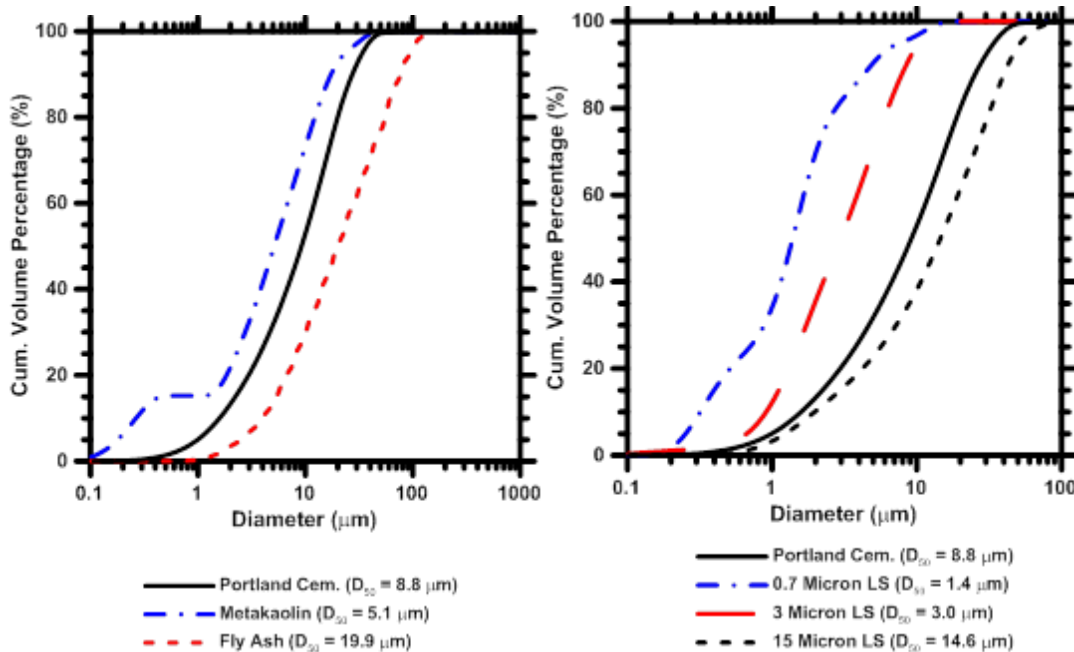 Cum. Volume Percentage (%)
100
80
60
40
20
0
0.1 1 10 100 1000
Diameter (μm)
Portland Cem. (D50 = 8.8 μm)
Metakaolin (D50 = 5.1 μm)
Fly Ash (D50 = 19.9 μm)
Cum. Volume Percentage (%)
100
80
60
40
20
0
0.1 1 10 100
Diameter (μm)
Portland Cem. (D50 = 8.8 μm)
0.7 Micron LS (D50 = 1.4 μm)
3 Micron LS (D50 = 3.0 μm)
15 Micron LS (D50 = 14.6 μm)